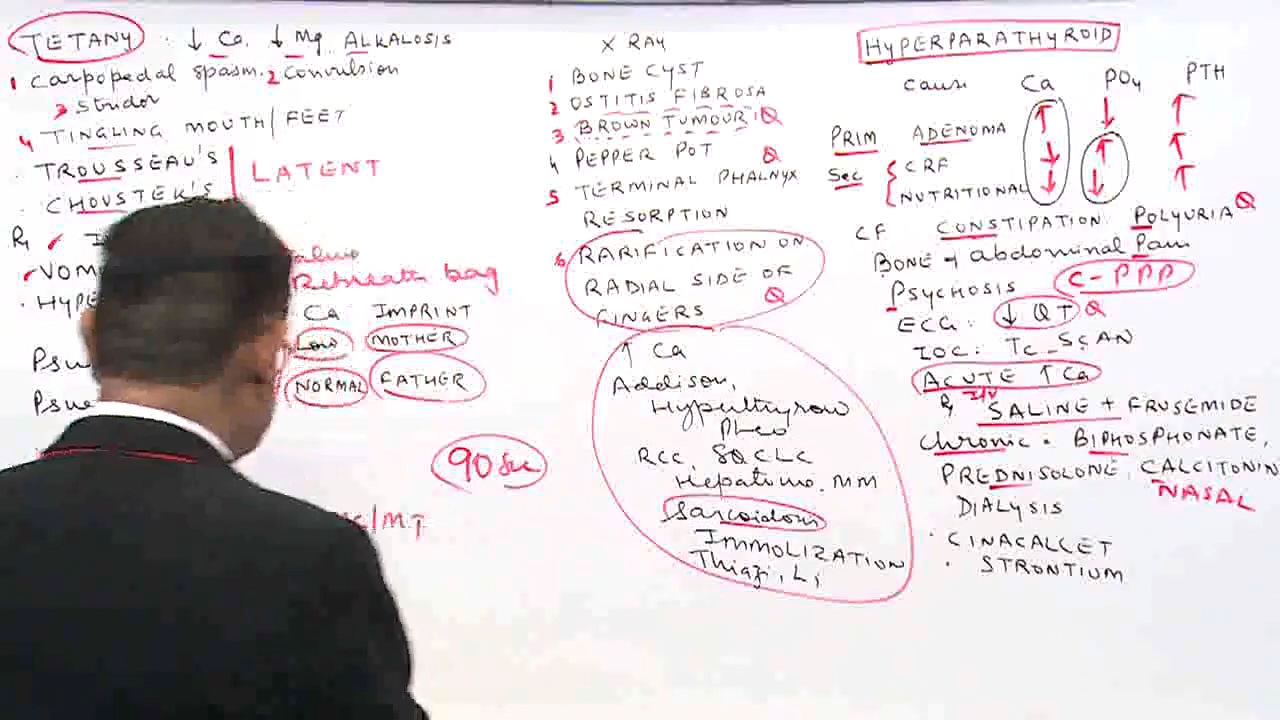 TETANY : ↓ Ca ↓ Mg ALKALOSIS
1 Carpopedal spasm. 2 Convulsion
3 Stridor
4 TINGLING MOUTH / FEET
· TROUSSEAU'S
· CHOVSTEK'S
LATENT
Rebreath bag
HYPE
Ca IMPRINT
Low MOTHER
NORMAL FATHER
90 Sec
X RAY
1 BONE CYST
2 OSTITIS FIBROSA
3 BROWN TUMOUR: Q
4 PEPPER POT Q
5 TERMINAL PHALNYX
RESORPTION
6 RARIFICATION ON
RADIAL SIDE OF
FINGERS Q
↑ Ca
Addison,
Hyperthyroid
Pheo
RCC, SQCLC
Hepatoma. MM
Sarcoidosis
IMMOLIZATION
Thiazi, Li
HYPERPARATHYROID
Cause Ca PO4 PTH
PRIM ADENOMA ↑ ↓ ↑
Sec { CRF ↓ ↑ ↑
NUTRITIONAL ↓ ↓ ↑
CF CONSTIPATION. POLYURIA Q
BONE + abdominal Pain
PSYCHOSIS C-PPP
ECG: ↓ QT Q
IOC: Tc-SCAN
ACUTE ↑ Ca
I/V
SALINE + FRUSEMIDE
Chronic · BIPHOSPHONATE,
PREDNISOLONE, CALCITONIN
NASAL
DIALYSIS
· CINACALCET
· STRONTIUM